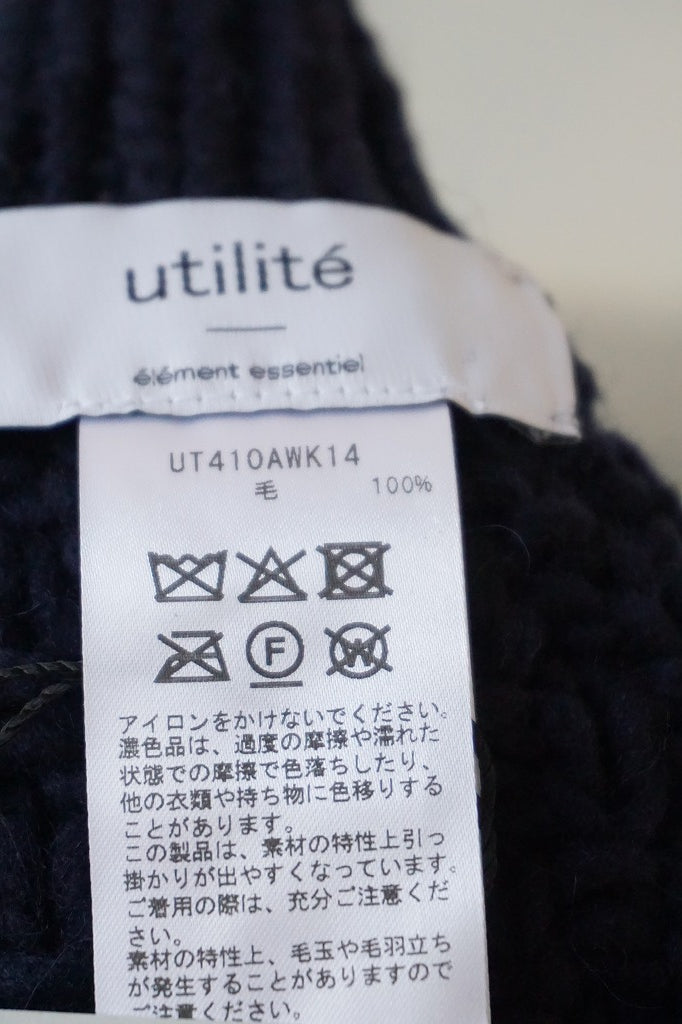 utilité
élément essentiel
UT410AWK14
毛 100%
F
W
アイロンをかけないでください。
濃色品は、過度の摩擦や濡れた
状態での摩擦で色落ちしたり、
他の衣類や持ち物に色移りする
ことがあります。
この製品は、素材の特性上引っ
掛かりが出やすくなっています。
ご着用の際は、充分ご注意くだ
さい。
素材の特性上、毛玉や毛羽立ち
が発生することがありますので
ご注意ください。